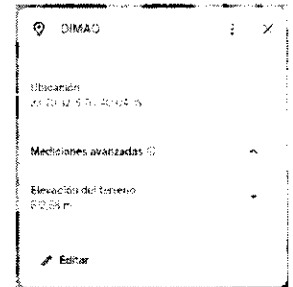 DIMAO
Ubicación
Mediciones avanzadas
Elevación del terreno
Editar